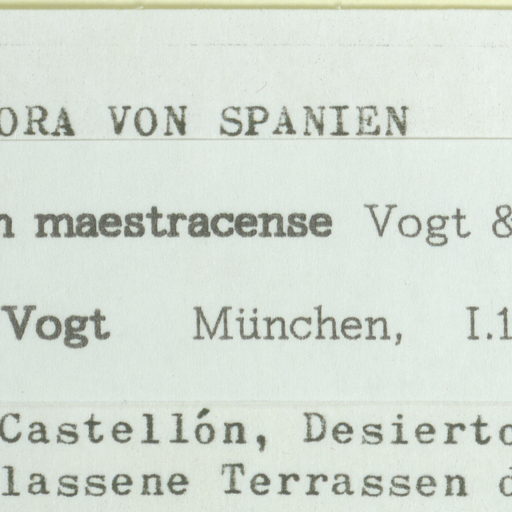 ORA VON SPANIEN
n maestracense Vogt &
Vogt München, I.1
Castellón, Desierto
lassene Terrassen d